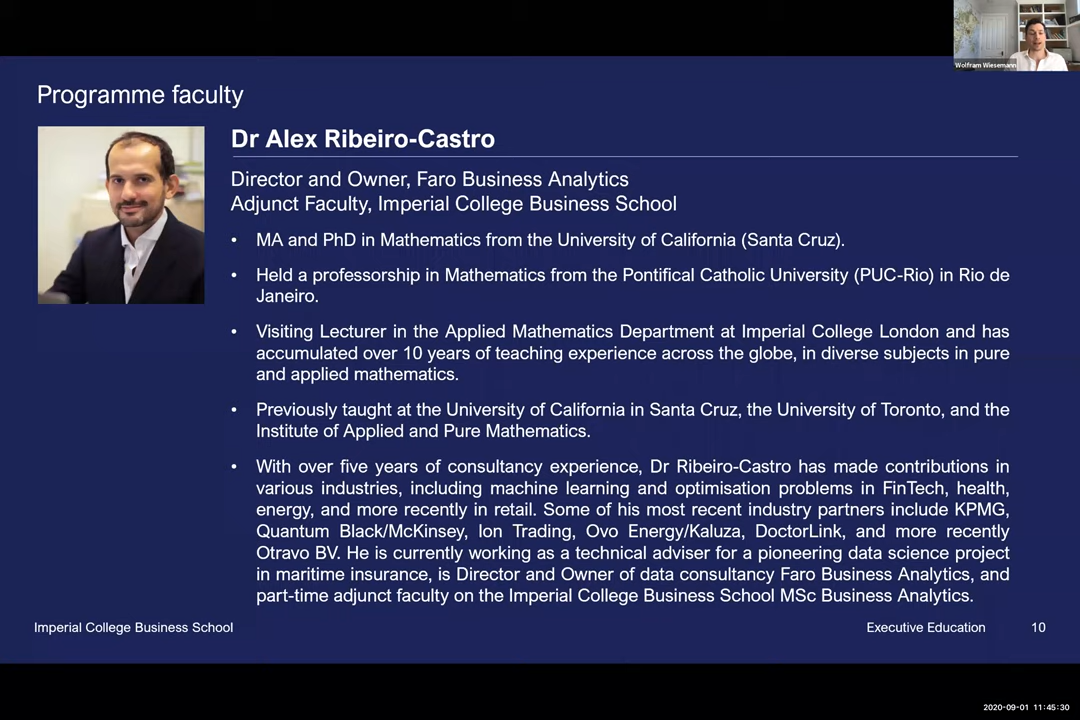 Wolfram Wiesemann
Programme faculty
Dr Alex Ribeiro-Castro
Director and Owner, Faro Business Analytics
Adjunct Faculty, Imperial College Business School
• MA and PhD in Mathematics from the University of California (Santa Cruz).
• Held a professorship in Mathematics from the Pontifical Catholic University (PUC-Rio) in Rio de
Janeiro.
• Visiting Lecturer in the Applied Mathematics Department at Imperial College London and has
accumulated over 10 years of teaching experience across the globe, in diverse subjects in pure
and applied mathematics.
• Previously taught at the University of California in Santa Cruz, the University of Toronto, and the
Institute of Applied and Pure Mathematics.
• With over five years of consultancy experience, Dr Ribeiro-Castro has made contributions in
various industries, including machine learning and optimisation problems in FinTech, health,
energy, and more recently in retail. Some of his most recent industry partners include KPMG,
Quantum Black/McKinsey, Ion Trading, Ovo Energy/Kaluza, DoctorLink, and more recently
Otravo BV. He is currently working as a technical adviser for a pioneering data science project
in maritime insurance, is Director and Owner of data consultancy Faro Business Analytics, and
part-time adjunct faculty on the Imperial College Business School MSc Business Analytics.
Imperial College Business School
Executive Education
10
2020-09-01 11:45:30